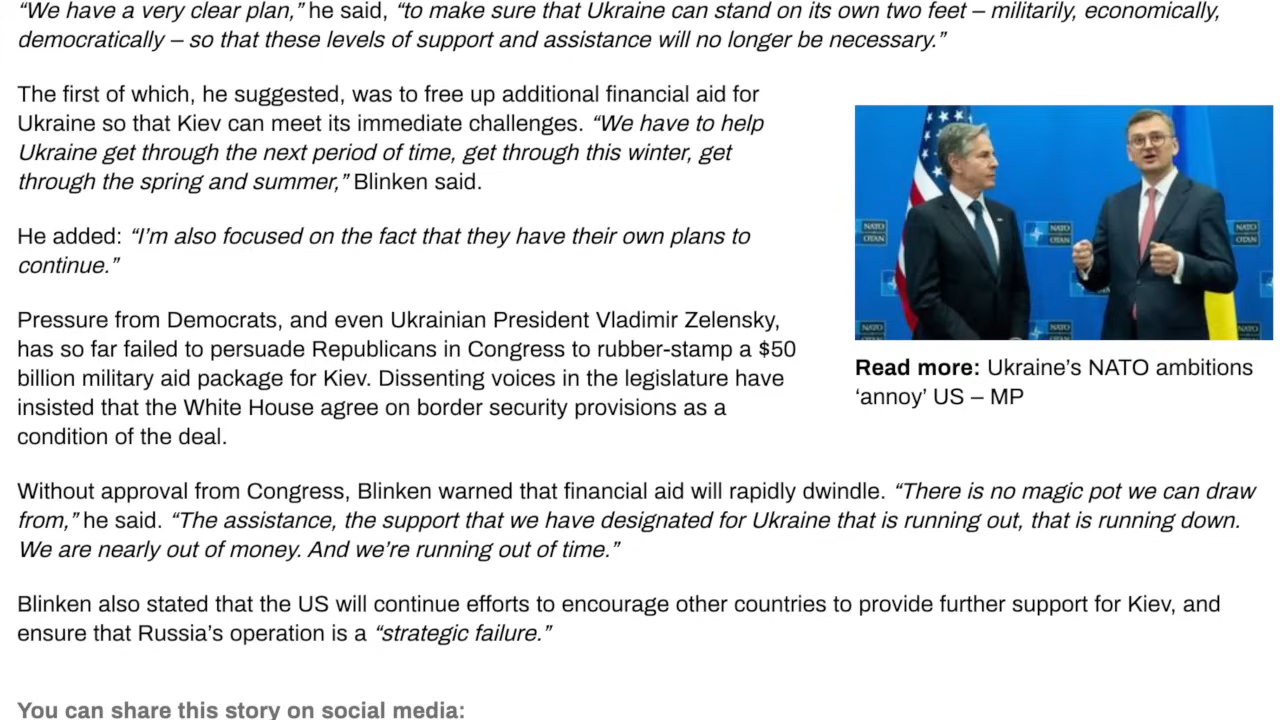 “We have a very clear plan,” he said, “to make sure that Ukraine can stand on its own two feet – militarily, economically,
democratically – so that these levels of support and assistance will no longer be necessary.”
The first of which, he suggested, was to free up additional financial aid for
Ukraine so that Kiev can meet its immediate challenges. “We have to help
Ukraine get through the next period of time, get through this winter, get
through the spring and summer,” Blinken said.
He added: “I’m also focused on the fact that they have their own plans to
continue.”
Pressure from Democrats, and even Ukrainian President Vladimir Zelensky,
has so far failed to persuade Republicans in Congress to rubber-stamp a $50
billion military aid package for Kiev. Dissenting voices in the legislature have
insisted that the White House agree on border security provisions as a
condition of the deal.
NATO
OTAN
NATO
OTAN
NATO
OTAN
NATO
OTAN
NATO
NATO
NATO
Read more: Ukraine’s NATO ambitions
‘annoy’ US – MP
Without approval from Congress, Blinken warned that financial aid will rapidly dwindle. “There is no magic pot we can draw
from,” he said. “The assistance, the support that we have designated for Ukraine that is running out, that is running down.
We are nearly out of money. And we’re running out of time.”
Blinken also stated that the US will continue efforts to encourage other countries to provide further support for Kiev, and
ensure that Russia’s operation is a “strategic failure.”
You can share this story on social media: